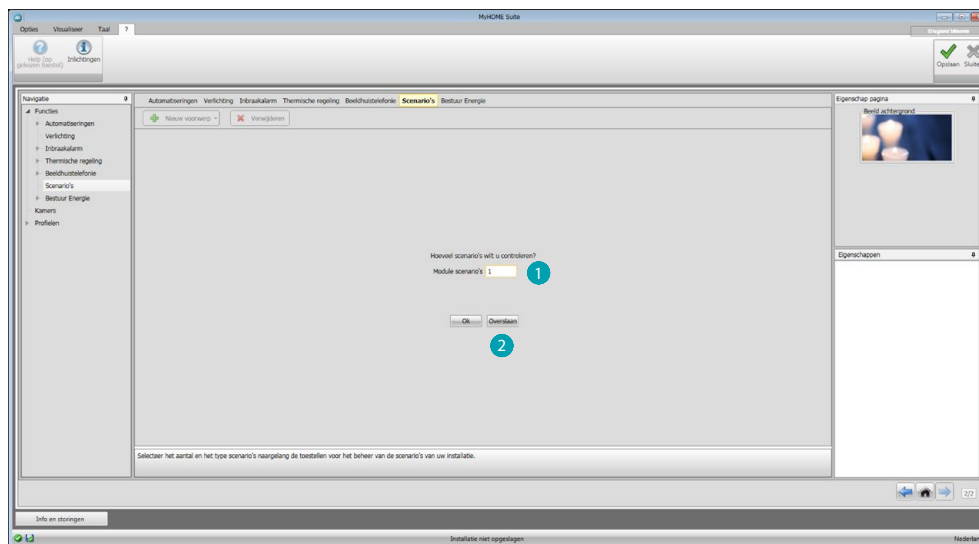 MyHOME Suite
Opties Visualiseer Taal ?
Help (op gekozen toestel)
Inlichtingen
Opslaan Sluite
Navigatie
Functies
Automatiseringen
Verlichting
Inbraakalarm
Thermische regeling
Beeldhuistelefonie
Scenario's
Bestuur Energie
Kamers
Profielen
Automatiseringen Verlichting Inbraakalarm Thermische regeling Beeldhuistelefonie Scenario's Bestuur Energie
Nieuw voorwerp Verwijderen
Hoeveel scenario's wilt u controleren?
Module scenario's 1
1
Ok Overslaan
2
Selecteer het aantal en het type scenario's naargelang de toestellen voor het beheer van de scenario's van uw installatie.
Eigenschap pagina
Beeld achtergrond
Eigenschappen
2/2
Info en storingen
Installatie niet opgeslagen
Nederlan